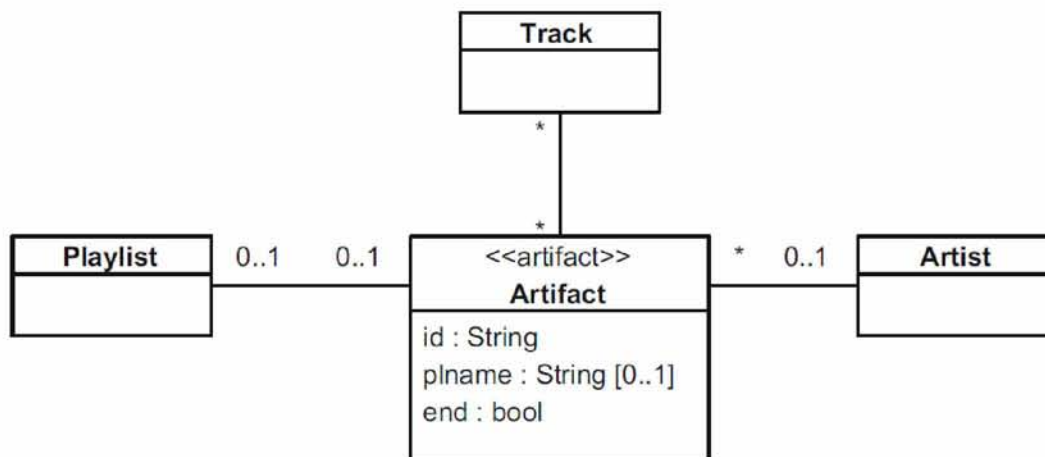 Track
*
*
Playlist 0..1 0..1 <<artifact>> * 0..1 Artist
Artifact
id : String
plname : String [0..1]
end : bool